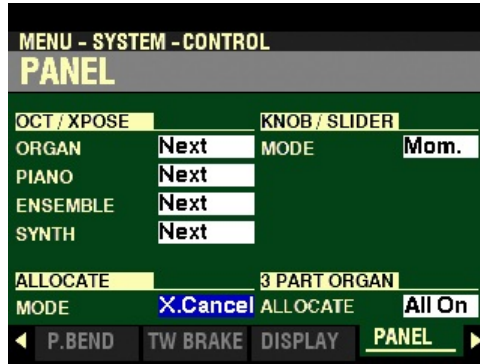 MENU - SYSTEM - CONTROL
PANEL
OCT / XPOSE KNOB / SLIDER
ORGAN Next MODE Mom.
PIANO Next
ENSEMBLE Next
SYNTH Next
ALLOCATE 3 PART ORGAN
MODE X.Cancel ALLOCATE All On
P.BEND TW BRAKE DISPLAY PANEL